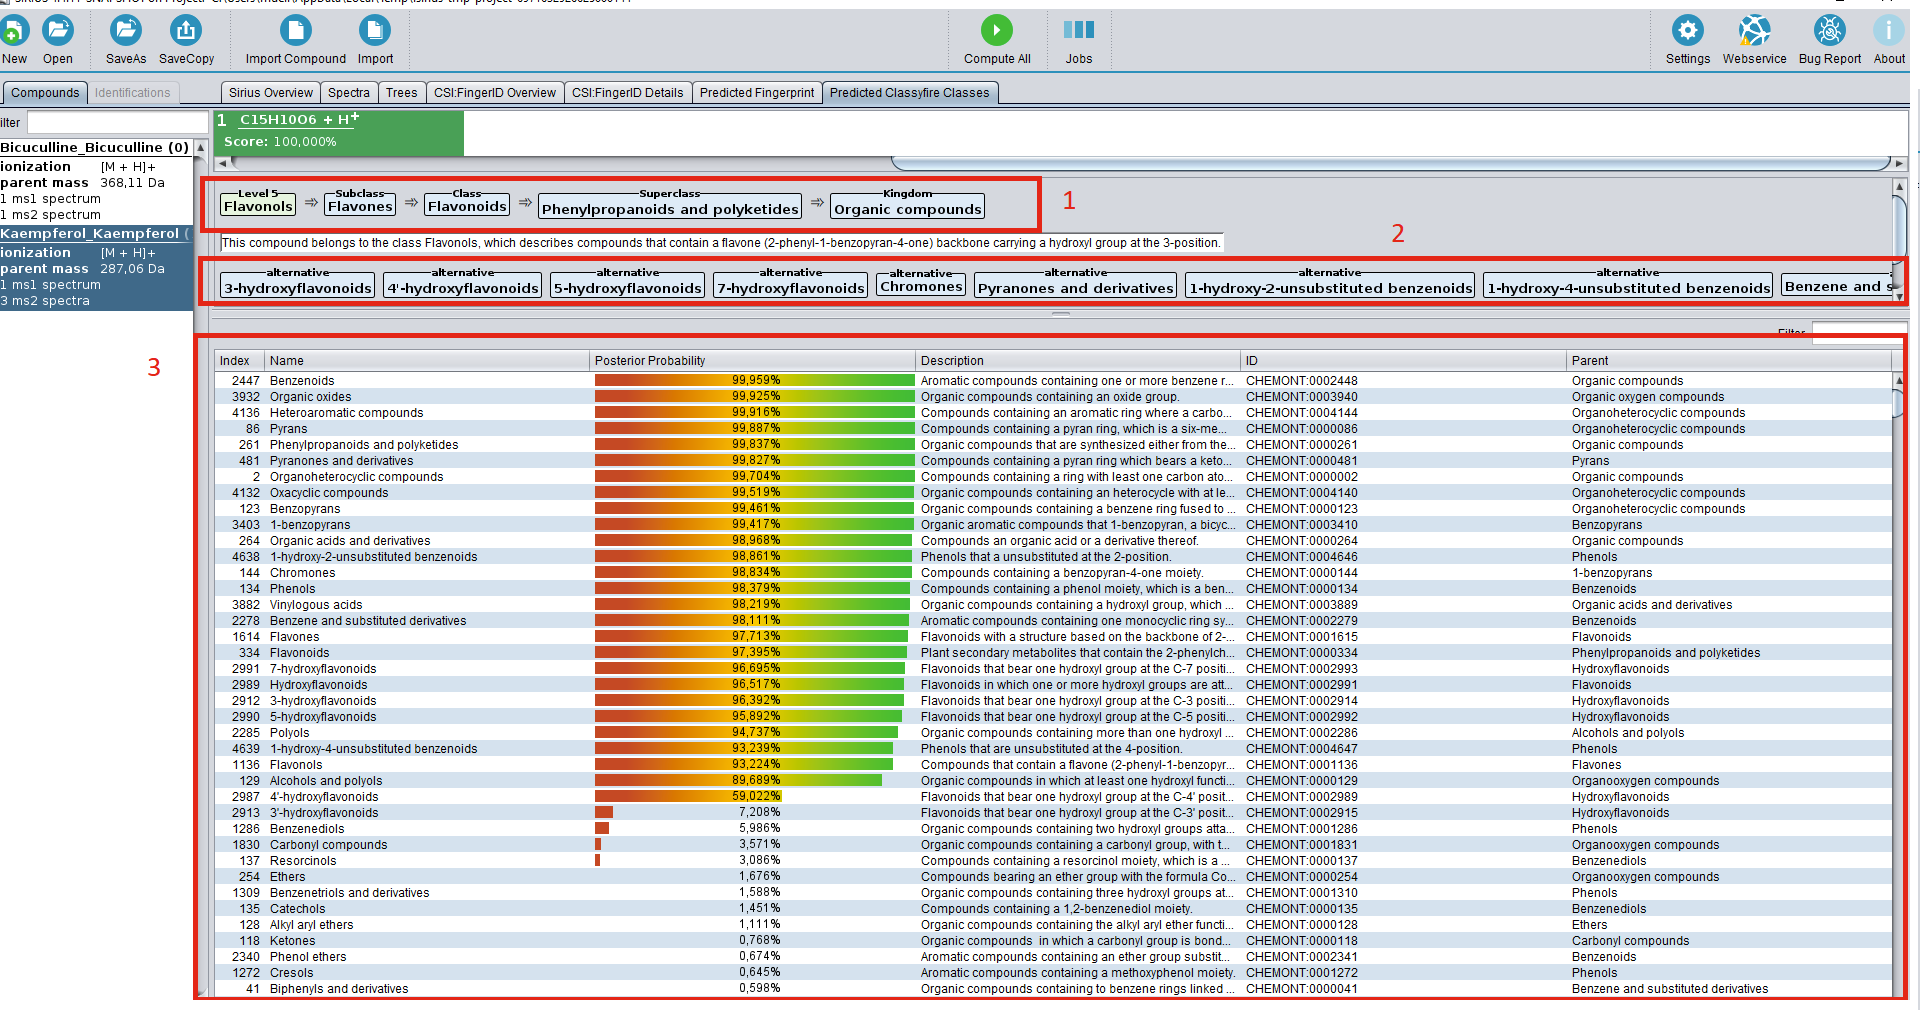 New Open SaveAs SaveCopy Import Compound Import Compute All Jobs Settings Webservice Bug Report About
Compounds Identifications Sirius Overview Spectra Trees CSI:FingerID Overview CSI:FingerID Details Predicted Fingerprint Predicted Classyfire Classes
ilter
1 C15H10O6 + H+
Score: 100,000%
Bicuculline_Bicuculline (0)
ionization [M + H]+
parent mass 368,11 Da
1 ms1 spectrum
1 ms2 spectra
Kaempferol_Kaempferol (
ionization [M + H]+
parent mass 287,06 Da
1 ms1 spectrum
3 ms2 spectra
Level 5 Subclass Class Superclass Kingdom
Flavonols ⇒ Flavones ⇒ Flavonoids ⇒ Phenylpropanoids and polyketides ⇒ Organic compounds
1
2
This compound belongs to the class Flavonols, which describes compounds that contain a flavone (2-phenyl-1-benzopyran-4-one) backbone carrying a hydroxyl group at the 3-position.
alternative alternative alternative alternative alternative alternative alternative alternative
3-hydroxyflavonoids 4'-hydroxyflavonoids 5-hydroxyflavonoids 7-hydroxyflavonoids Chromones Pyranones and derivatives 1-hydroxy-2-unsubstituted benzenoids 1-hydroxy-4-unsubstituted benzenoids Benzene and s
Filter
3
Index Name Posterior Probability Description ID Parent
2447 Benzenoids 99,959% Aromatic compounds containing one or more benzene r... CHEMONT:0002448 Organic compounds
3932 Organic oxides 99,925% Organic compounds containing an oxide group. CHEMONT:0003940 Organic oxygen compounds
4136 Heteroaromatic compounds 99,916% Compounds containing an aromatic ring where a carbo... CHEMONT:0004144 Organoheterocyclic compounds
86 Pyrans 99,887% Compounds containing a pyran ring, which is a six-me... CHEMONT:0000086 Organoheterocyclic compounds
261 Phenylpropanoids and polyketides 99,837% Organic compounds that are synthesized either from the... CHEMONT:0000261 Organic compounds
481 Pyranones and derivatives 99,827% Compounds containing a pyran ring which bears a keto... CHEMONT:0000481 Pyrans
2 Organoheterocyclic compounds 99,704% Compounds containing a ring with least one carbon ato... CHEMONT:0000002 Organic compounds
4132 Oxacyclic compounds 99,519% Organic compounds containing an heterocycle with at le... CHEMONT:0004140 Organoheterocyclic compounds
123 Benzopyrans 99,461% Organic compounds containing a benzene ring fused to ... CHEMONT:0000123 Organoheterocyclic compounds
3403 1-benzopyrans 99,417% Organic aromatic compounds that 1-benzopyran, a bicyc... CHEMONT:0003410 Benzopyrans
264 Organic acids and derivatives 98,968% Compounds an organic acid or a derivative thereof. CHEMONT:0000264 Organic compounds
4638 1-hydroxy-2-unsubstituted benzenoids 98,861% Phenols that a unsubstituted at the 2-position. CHEMONT:0004646 Phenols
144 Chromones 98,834% Compounds containing a benzopyran-4-one moiety. CHEMONT:0000144 1-benzopyrans
134 Phenols 98,379% Compounds containing a phenol moiety, which is a ben... CHEMONT:0000134 Benzenoids
3882 Vinylogous acids 98,219% Organic compounds containing a hydroxyl group, which ... CHEMONT:0003889 Organic acids and derivatives
2278 Benzene and substituted derivatives 98,111% Aromatic compounds containing one monocyclic ring sy... CHEMONT:0002279 Benzenoids
1614 Flavones 97,713% Flavonoids with a structure based on the backbone of 2-... CHEMONT:0001615 Flavonoids
334 Flavonoids 97,395% Plant secondary metabolites that contain the 2-phenylch... CHEMONT:0000334 Phenylpropanoids and polyketides
2991 7-hydroxyflavonoids 96,695% Flavonoids that bear one hydroxyl group at the C-7 positi... CHEMONT:0002993 Hydroxyflavonoids
2989 Hydroxyflavonoids 96,517% Flavonoids in which one or more hydroxyl groups are att... CHEMONT:0002991 Flavonoids
2912 3-hydroxyflavonoids 96,392% Flavonoids that bear one hydroxyl group at the C-3 positi... CHEMONT:0002914 Hydroxyflavonoids
2990 5-hydroxyflavonoids 95,892% Flavonoids that bear one hydroxyl group at the C-5 positi... CHEMONT:0002992 Hydroxyflavonoids
2285 Polyols 94,737% Organic compounds containing more than one hydroxyl ... CHEMONT:0002286 Alcohols and polyols
4639 1-hydroxy-4-unsubstituted benzenoids 93,239% Phenols that are unsubstituted at the 4-position. CHEMONT:0004647 Phenols
1136 Flavonols 93,224% Compounds that contain a flavone (2-phenyl-1-benzopyr... CHEMONT:0001136 Flavones
129 Alcohols and polyols 89,689% Organic compounds in which at least one hydroxyl functi... CHEMONT:0000129 Organooxygen compounds
2987 4'-hydroxyflavonoids 59,022% Flavonoids that bear one hydroxyl group at the C-4' posit... CHEMONT:0002989 Hydroxyflavonoids
2913 3'-hydroxyflavonoids 7,208% Flavonoids that bear one hydroxyl group at the C-3' posit... CHEMONT:0002915 Hydroxyflavonoids
1286 Benzenediols 5,986% Organic compounds containing two hydroxyl groups atta... CHEMONT:0001286 Phenols
1830 Carbonyl compounds 3,571% Organic compounds containing a carbonyl group, with t... CHEMONT:0001831 Organooxygen compounds
137 Resorcinols 3,086% Compounds containing a resorcinol moiety, which is a ... CHEMONT:0000137 Benzenediols
254 Ethers 1,676% Compounds bearing an ether group with the formula Co... CHEMONT:0000254 Organooxygen compounds
1309 Benzenetriols and derivatives 1,588% Organic compounds containing three hydroxyl groups at... CHEMONT:0001310 Phenols
135 Catechols 1,451% Compounds containing a 1,2-benzenediol moiety. CHEMONT:0000135 Benzenediols
128 Alkyl aryl ethers 1,111% Organic compounds containing the alkyl aryl ether functi... CHEMONT:0000128 Ethers
118 Ketones 0,768% Organic compounds in which a carbonyl group is bond... CHEMONT:0000118 Carbonyl compounds
2340 Phenol ethers 0,674% Aromatic compounds containing an ether group substit... CHEMONT:0002341 Benzenoids
1272 Cresols 0,645% Aromatic compounds containing a methoxyphenol moiety. CHEMONT:0001272 Phenols
41 Biphenyls and derivatives 0,598% Organic compounds containing to benzene rings linked ... CHEMONT:0000041 Benzene and substituted derivatives